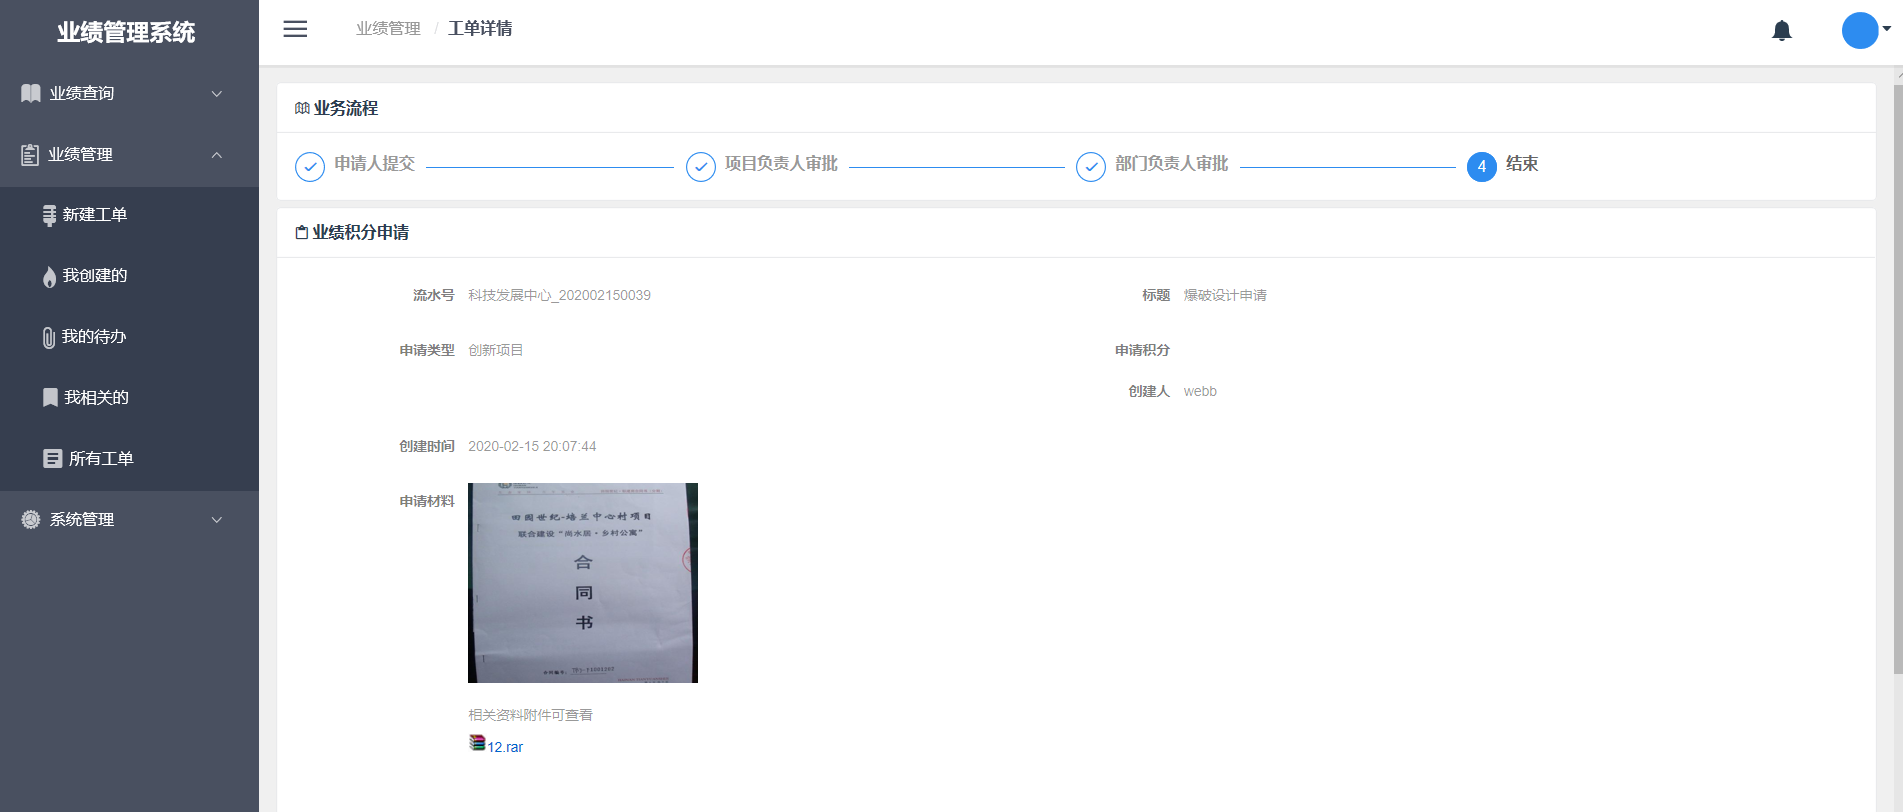 业绩管理系统
业绩管理 / 工单详情
业绩查询
业绩管理
新建工单
我创建的
我的待办
我相关的
所有工单
系统管理
业务流程
申请人提交
项目负责人审批
部门负责人审批
4 结束
业绩积分申请
流水号 科技发展中心_202002150039
标题 爆破设计申请
申请类型 创新项目
申请积分
创建人 webb
创建时间 2020-02-15 20:07:44
申请材料
田园世纪-培兰中心村项目
联合建设“尚水居·乡村公寓”
合
同
书
相关资料附件可查看
12.rar